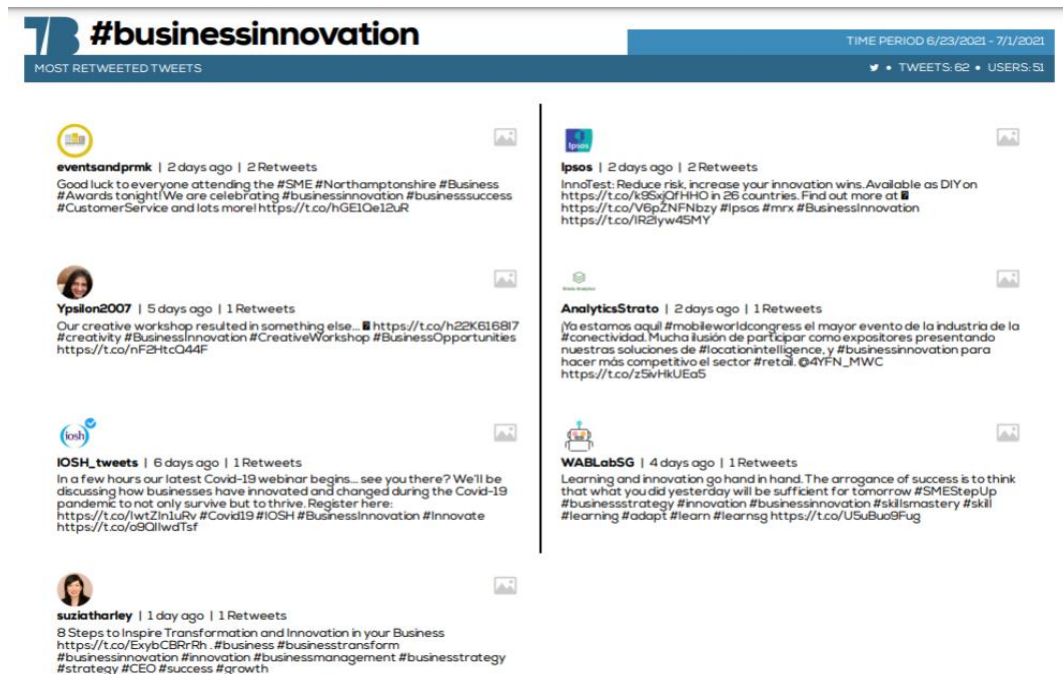 7B #businessinnovation
TIME PERIOD 6/23/2021 - 7/1/2021
MOST RETWEETED TWEETS
• TWEETS: 62 • USERS: 51
eventsandprmk | 2 days ago | 2 Retweets
Good luck to everyone attending the #SME #Northamptonshire #Business
#Awards tonight! We are celebrating #businessinnovation #businesssuccess
#CustomerService and lots more! https://t.co/hGE1Qe12uR
Ypsilon2007 | 5 days ago | 1 Retweets
Our creative workshop resulted in something else... https://t.co/h22K6168I7
#creativity #BusinessInnovation #CreativeWorkshop #BusinessOpportunities
https://t.co/nF2HtcQ44F
iosh
IOSH_tweets | 6 days ago | 1 Retweets
In a few hours our latest Covid-19 webinar begins... see you there? We'll be
discussing how businesses have innovated and changed during the Covid-19
pandemic to not only survive but to thrive. Register here:
https://t.co/IwtZIn1uRv #Covid19 #IOSH #BusinessInnovation #Innovate
https://t.co/o9QIlwdTsf
suziatharley | 1 day ago | 1 Retweets
8 Steps to Inspire Transformation and Innovation in your Business
https://t.co/ExybCBRrRh . #business #businesstransform
#businessinnovation #innovation #businessmanagement #businesstrategy
#strategy #CEO #success #growth
Ipsos
Ipsos | 2 days ago | 2 Retweets
InnoTest: Reduce risk, increase your innovation wins. Available as DIY on
https://t.co/k9SxjQfHHO in 26 countries. Find out more at
https://t.co/V6pZNFNbzy #Ipsos #mrx #BusinessInnovation
https://t.co/IR2Iyw45MY
AnalyticsStrato | 2 days ago | 1 Retweets
¡Ya estamos aquí! #mobileworldcongress el mayor evento de la industria de la
#conectividad. Mucha ilusión de participar como expositores presentando
nuestras soluciones de #locationintelligence, y #businessinnovation para
hacer más competitivo el sector #retail. @4YFN_MWC
https://t.co/z5ivHkUEa5
WABLabSG | 4 days ago | 1 Retweets
Learning and innovation go hand in hand. The arrogance of success is to think
that what you did yesterday will be sufficient for tomorrow #SMEStepUp
#businessstrategy #innovation #businessinnovation #skillsmastery #skill
#learning #adapt #learn #learnsg https://t.co/U5uBuo9Fug